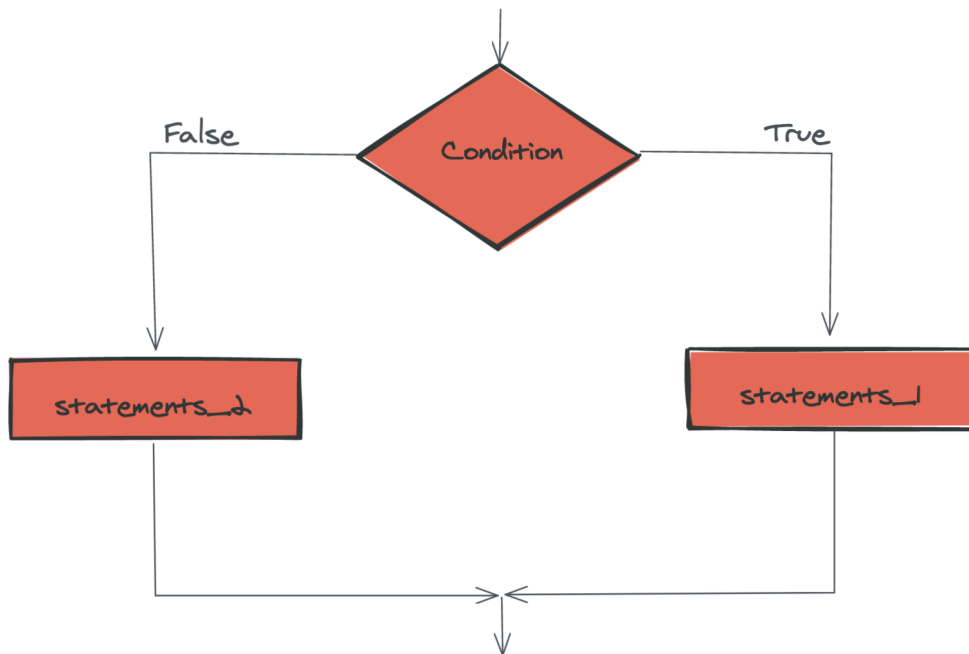 False
True
Condition
statements_2
statements_1